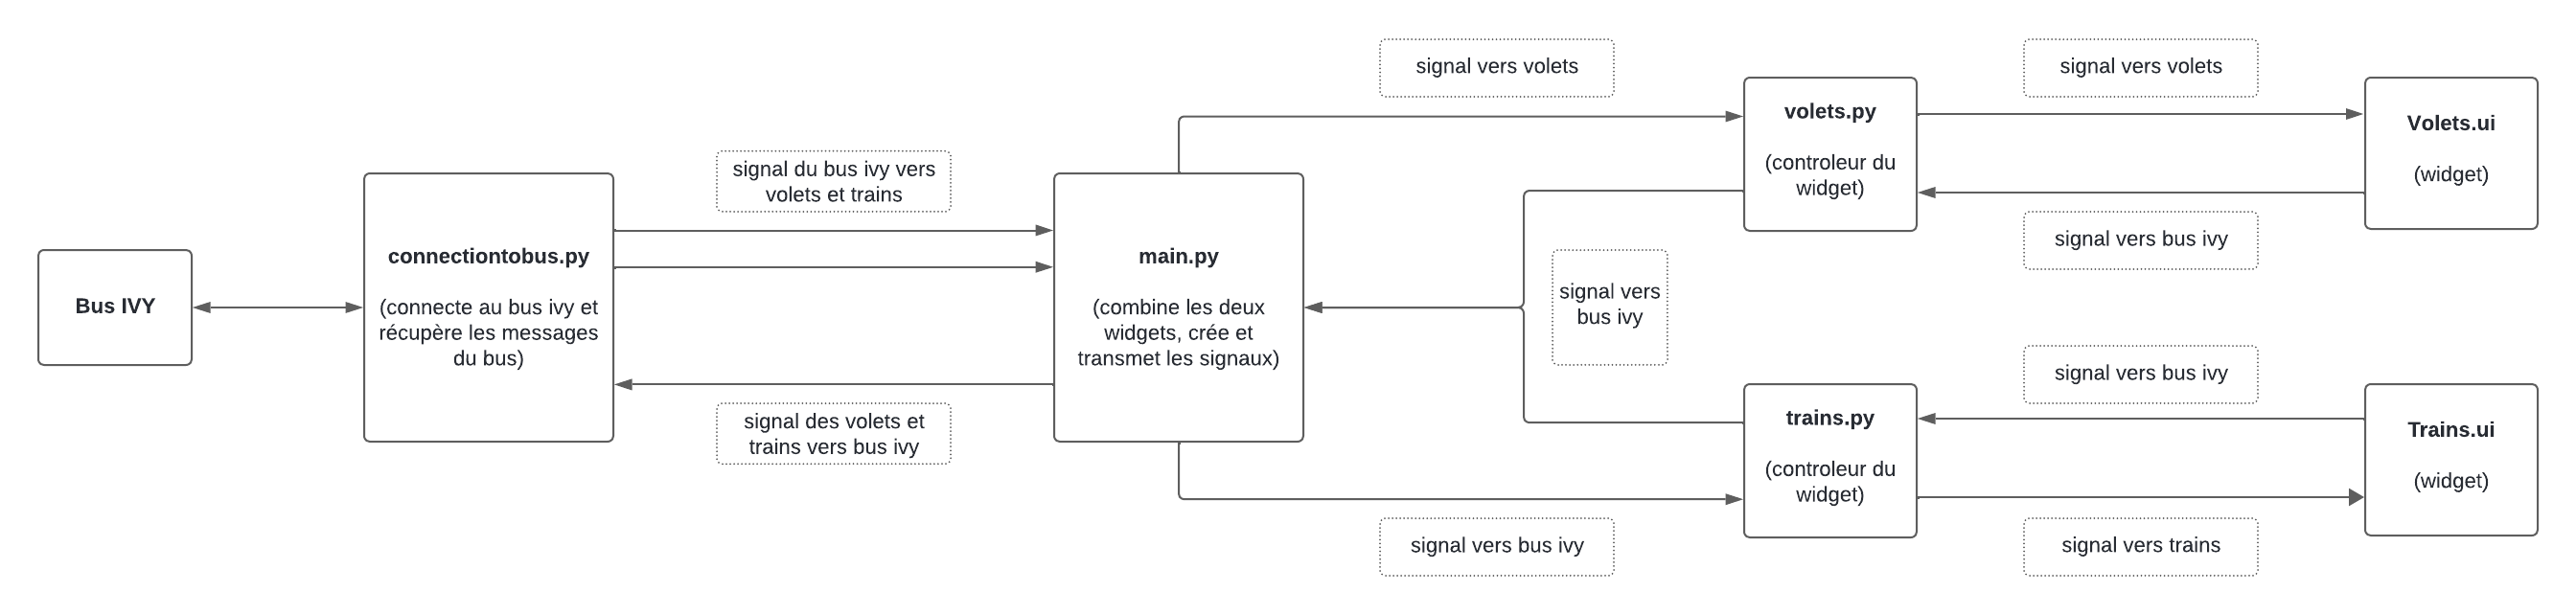 Bus IVY
connectiontobus.py
(connecte au bus ivy et
récupère les messages
du bus)
signal du bus ivy vers
volets et trains
signal des volets et
trains vers bus ivy
main.py
(combine les deux
widgets, crée et
transmet les signaux)
signal vers volets
signal vers
bus ivy
signal vers bus ivy
volets.py
(controleur du
widget)
trains.py
(controleur du
widget)
signal vers volets
signal vers bus ivy
signal vers bus ivy
signal vers trains
Volets.ui
(widget)
Trains.ui
(widget)